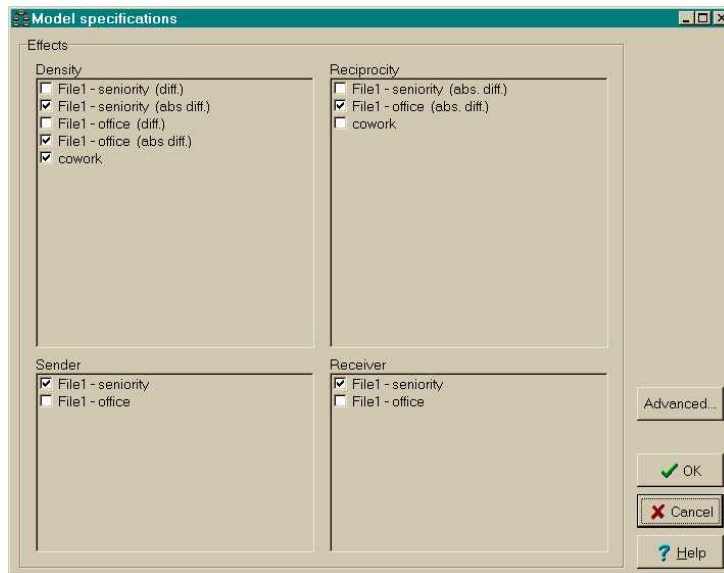 Model specifications
Effects
Density
File1 - seniority (diff.)
File1 - seniority (abs diff.)
File1 - office (diff.)
File1 - office (abs diff.)
cowork
Reciprocity
File1 - seniority (abs. diff.)
File1 - office (abs. diff.)
cowork
Sender
File1 - seniority
File1 - office
Receiver
File1 - seniority
File1 - office
Advanced...
OK
Cancel
Help